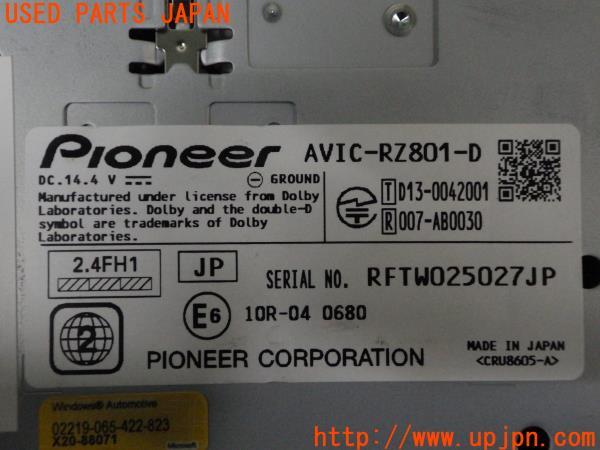 USED PARTS JAPAN
Pioneer AVIC-RZ801-D
DC.14.4 V ⎓ ⊖ GROUND
Manufactured under license from Dolby
Laboratories. Dolby and the double-D
symbol are trademarks of Dolby
Laboratories.
T D13-0042001
R 007-AB0030
2.4FH1
JP
SERIAL NO. RFTW025027JP
E6 10R-04 0680
2
PIONEER CORPORATION
MADE IN JAPAN
<CRU8605-A>
Windows® Automotive
02219-065-422-823
X20-88071
Microsoft
http://www.upjpn.com